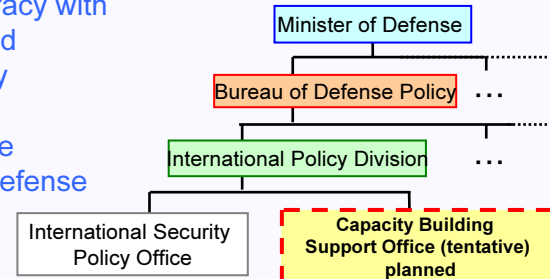 racy with
d
y
e
efense
Minister of Defense
Bureau of Defense Policy
...
International Policy Division
...
International Security
Policy Office
Capacity Building
Support Office (tentative)
planned